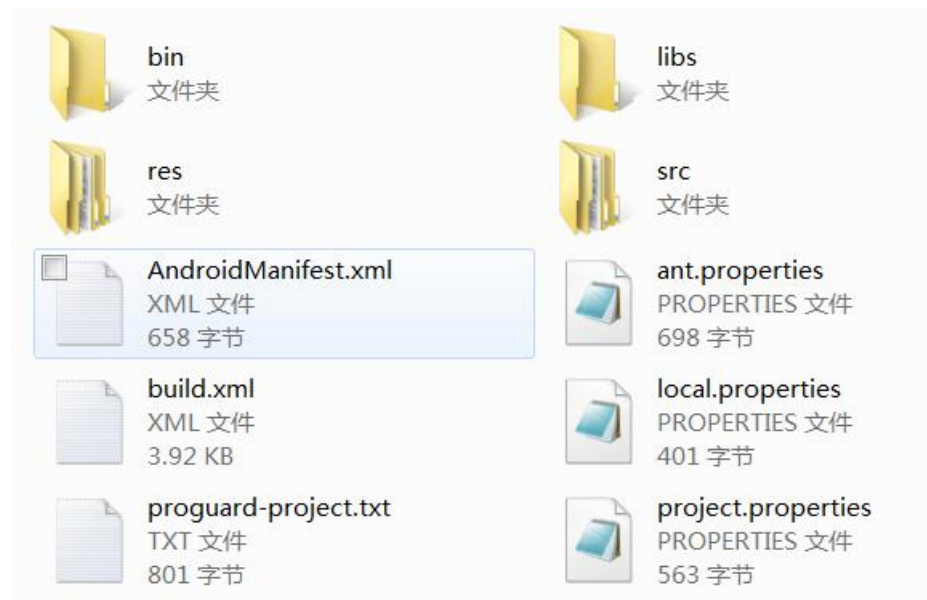 bin
文件夹
libs
文件夹
res
文件夹
src
文件夹
AndroidManifest.xml
XML 文件
658 字节
ant.properties
PROPERTIES 文件
698 字节
build.xml
XML 文件
3.92 KB
local.properties
PROPERTIES 文件
401 字节
proguard-project.txt
TXT 文件
801 字节
project.properties
PROPERTIES 文件
563 字节